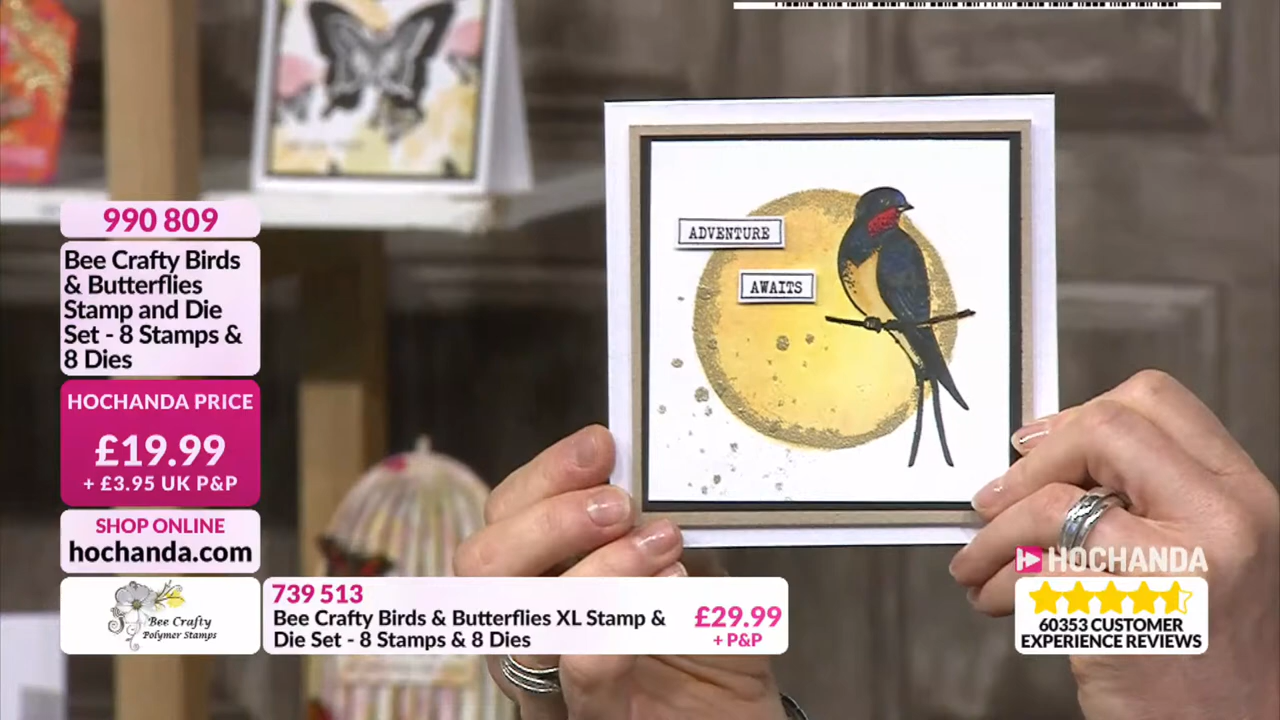 990 809
Bee Crafty Birds
& Butterflies
Stamp and Die
Set - 8 Stamps &
8 Dies
HOCHANDA PRICE
£19.99
+ £3.95 UK P&P
SHOP ONLINE
hochanda.com
Bee Crafty
Polymer Stamps
739 513
Bee Crafty Birds & Butterflies XL Stamp &
Die Set - 8 Stamps & 8 Dies
£29.99
+ P&P
ADVENTURE
AWAITS
HOCHANDA
60353 CUSTOMER
EXPERIENCE REVIEWS